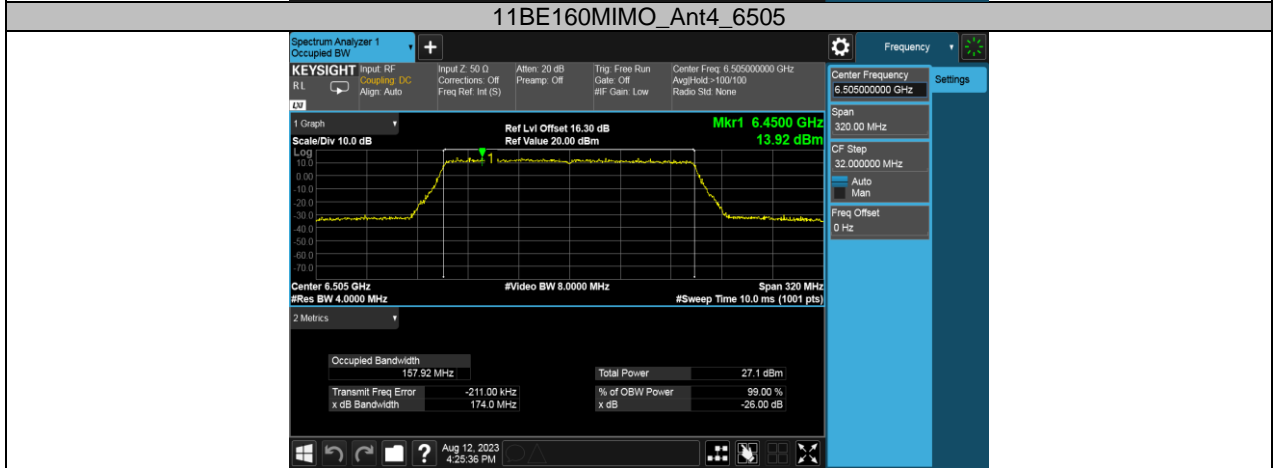 11BE160MIMO_Ant4_6505
Spectrum Analyzer 1
Occupied BW
+
Frequency
KEYSIGHT
RL
LXI
Input: RF
Coupling: DC
Align: Auto
Input Z: 50 Ω
Corrections: Off
Freq Ref: Int (S)
Atten: 20 dB
Preamp: Off
Trig: Free Run
Gate: Off
#IF Gain: Low
Center Freq: 6.505000000 GHz
Avg|Hold:>100/100
Radio Std: None
Center Frequency
6.505000000 GHz
Settings
Span
320.00 MHz
CF Step
32.000000 MHz
Auto
Man
Freq Offset
0 Hz
1 Graph
Scale/Div 10.0 dB
Ref Lvl Offset 16.30 dB
Ref Value 20.00 dBm
Mkr1 6.4500 GHz
13.92 dBm
Log
10.0
0.00
-10.0
-20.0
-30.0
-40.0
-50.0
-60.0
-70.0
1
Center 6.505 GHz
#Video BW 8.0000 MHz
Span 320 MHz
#Res BW 4.0000 MHz
#Sweep Time 10.0 ms (1001 pts)
2 Metrics
Occupied Bandwidth
157.92 MHz
Total Power 27.1 dBm
Transmit Freq Error -211.00 kHz
% of OBW Power 99.00 %
x dB Bandwidth 174.0 MHz
x dB -26.00 dB
?
Aug 12, 2023
4:25:36 PM